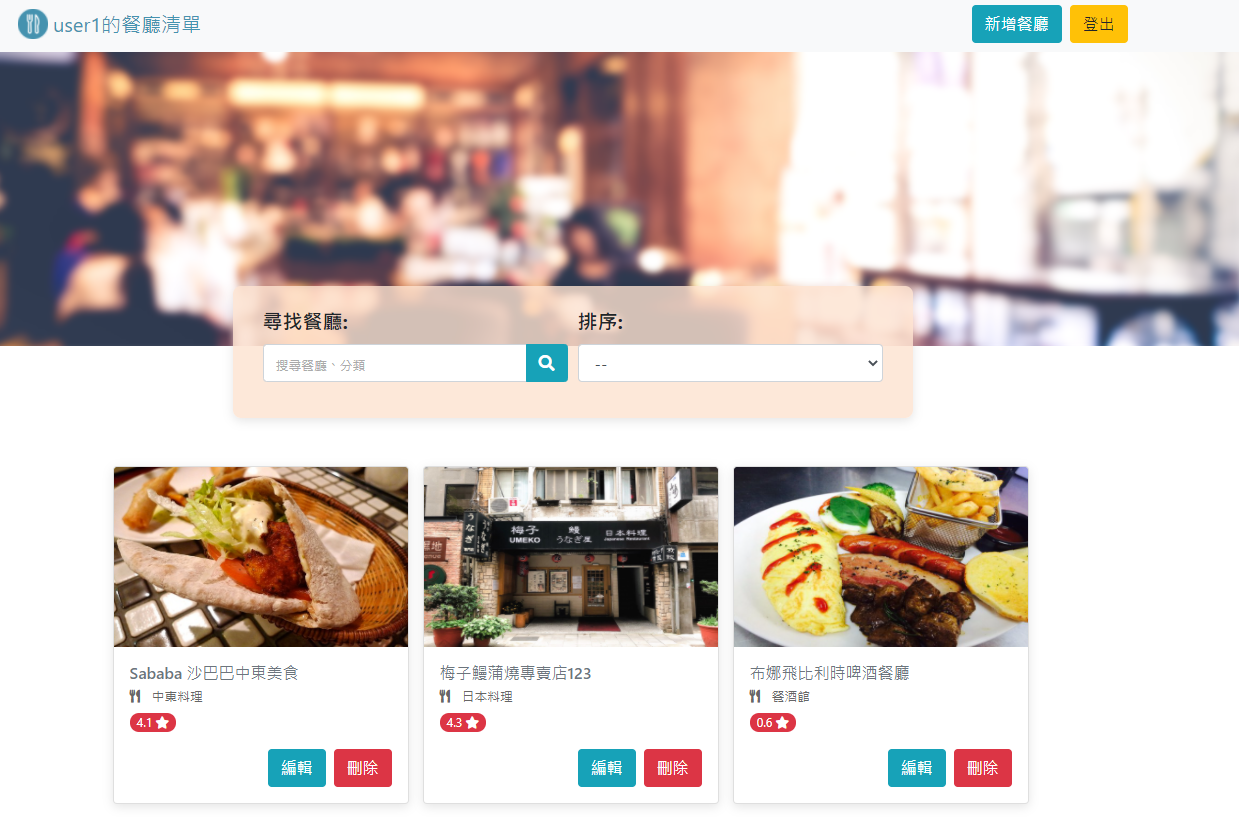 user1的餐廳清單
新增餐廳 登出
尋找餐廳: 排序:
搜尋餐廳、分類 --
梅子 鰻 日本料理
UMEKO うなぎ屋 Japanese Restaurant
うなぎ
Sababa 沙巴巴中東美食
中東料理
4.1
編輯 刪除
梅子鰻蒲燒專賣店123
日本料理
4.3
編輯 刪除
布娜飛比利時啤酒餐廳
餐酒館
0.6
編輯 刪除